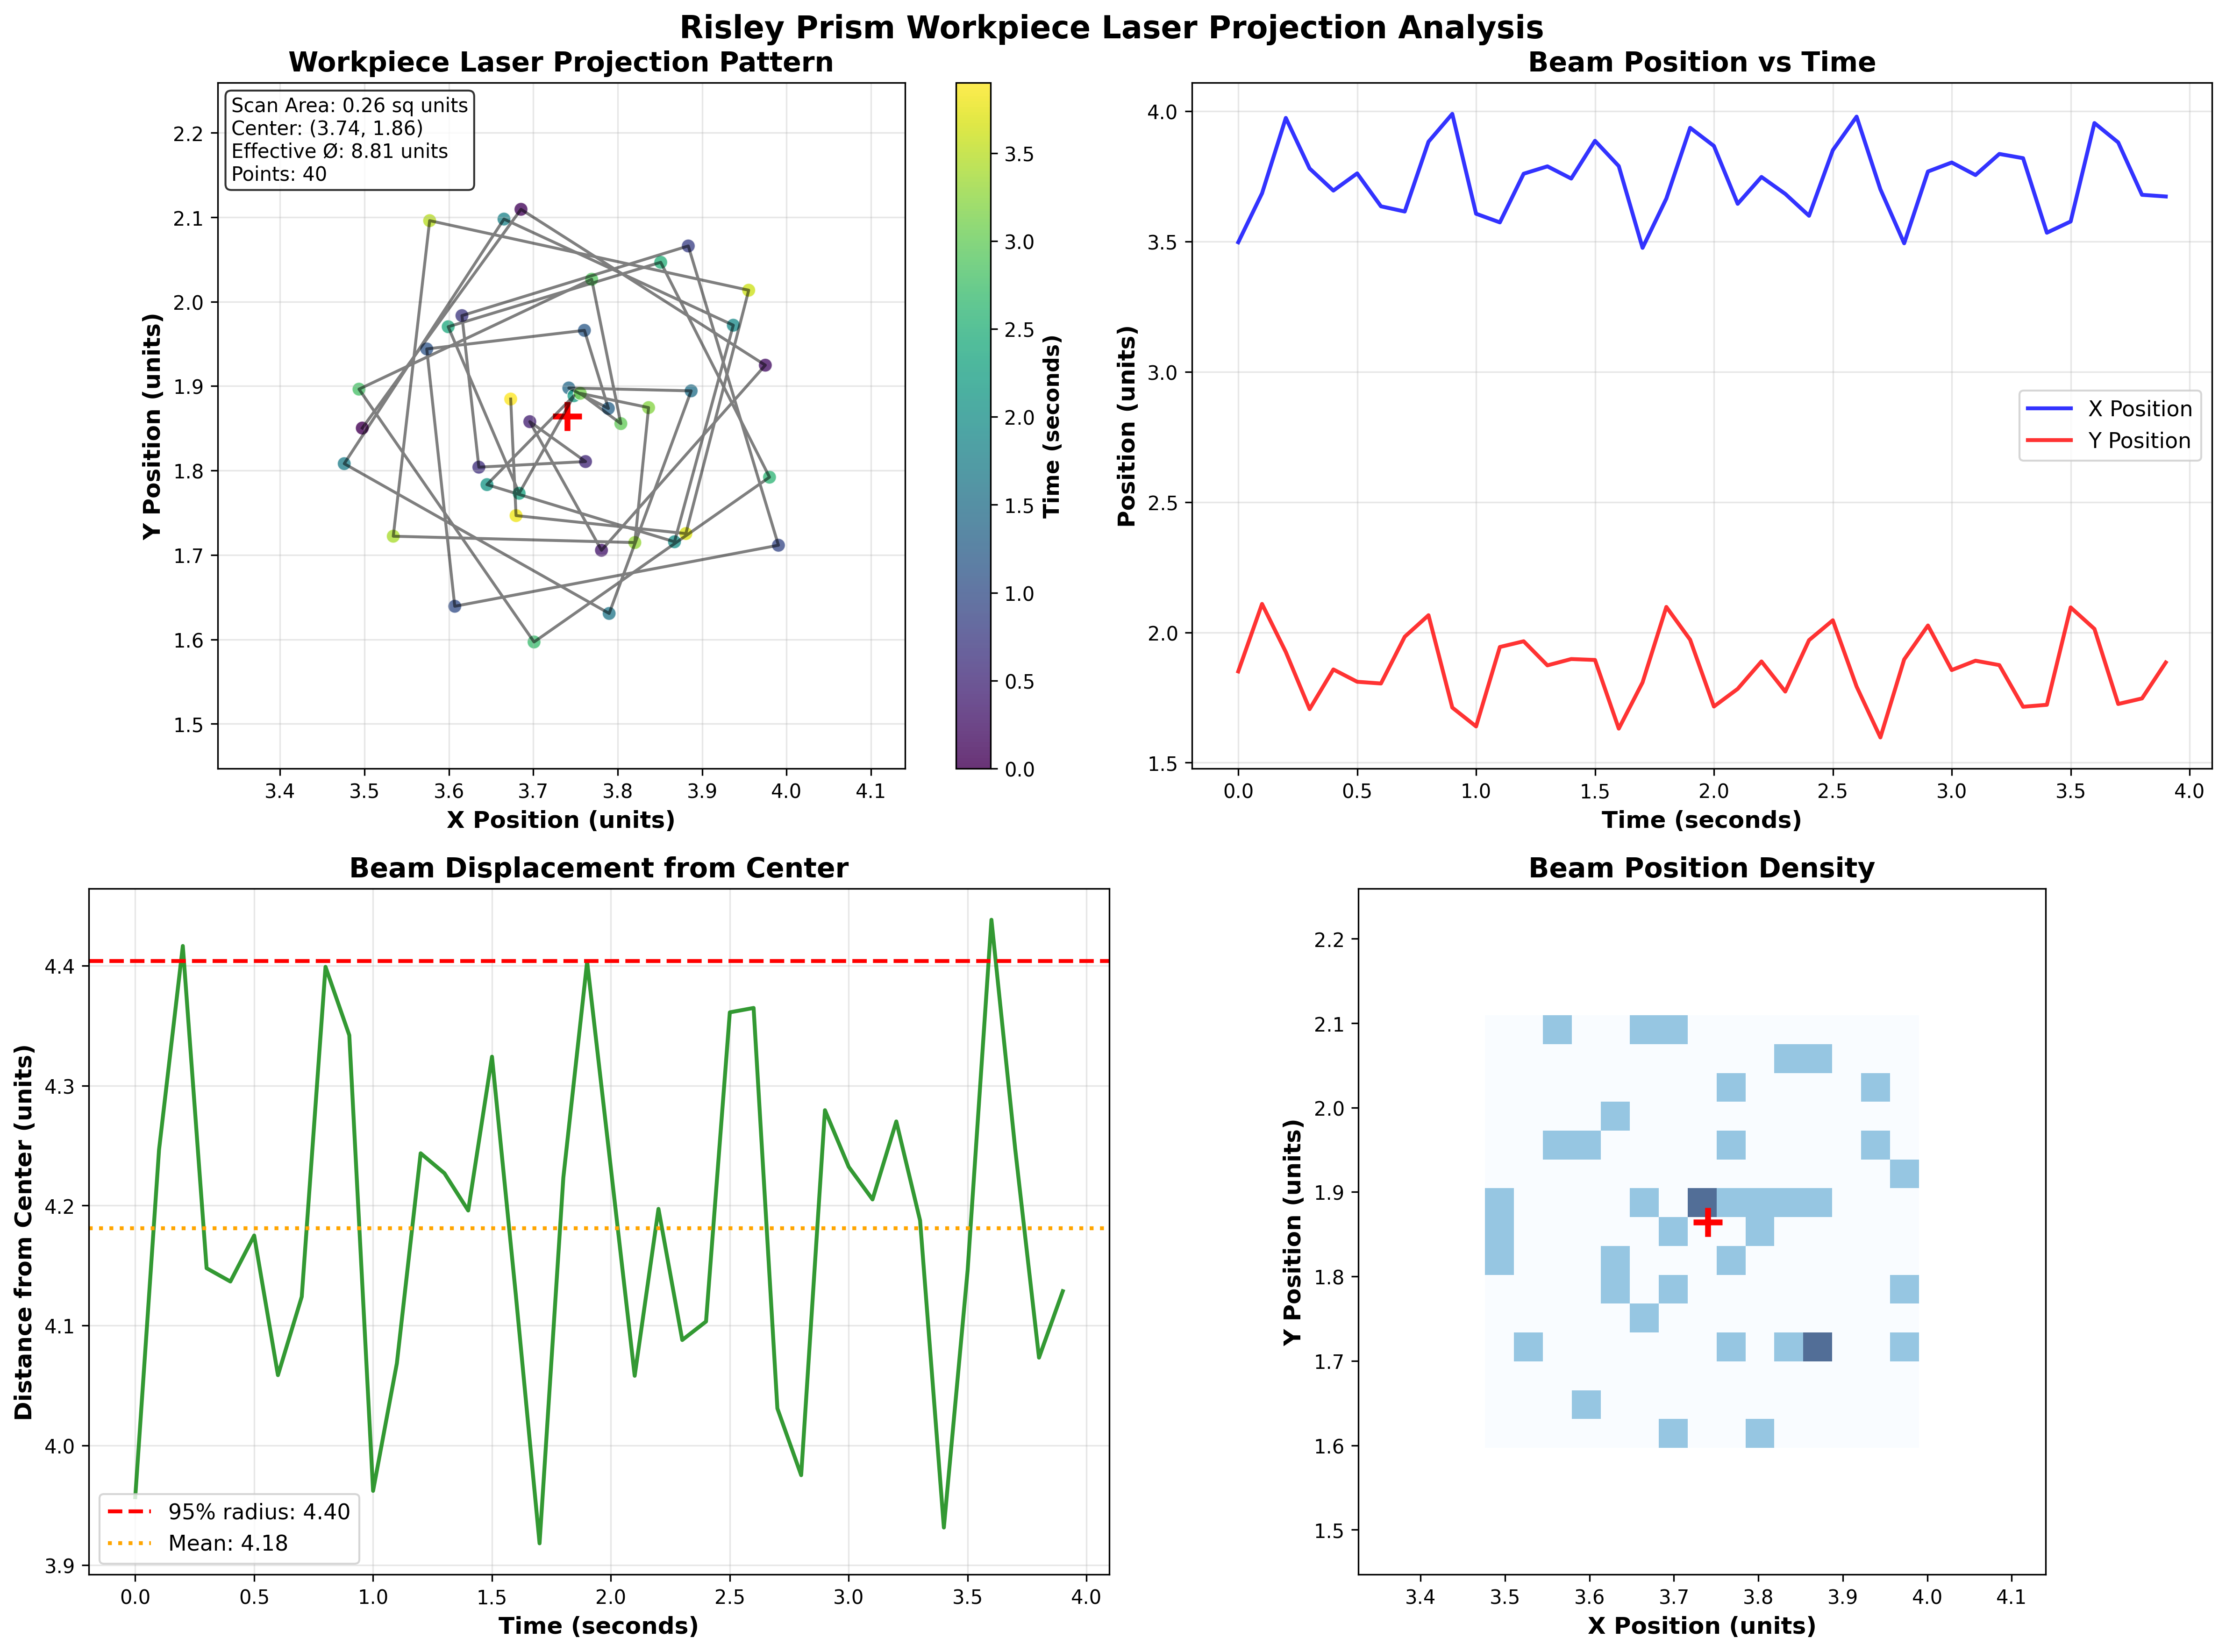 Risley Prism Workpiece Laser Projection Analysis
Workpiece Laser Projection Pattern
Scan Area: 0.26 sq units
Center: (3.74, 1.86)
Effective Ø: 8.81 units
Points: 40
Y Position (units)
2.2
2.1
2.0
1.9
1.8
1.7
1.6
1.5
3.4 3.5 3.6 3.7 3.8 3.9 4.0 4.1
X Position (units)
3.5
3.0
2.5
2.0
1.5
1.0
0.5
0.0
Time (seconds)
Beam Position vs Time
Position (units)
4.0
3.5
3.0
2.5
2.0
1.5
X Position
Y Position
0.0 0.5 1.0 1.5 2.0 2.5 3.0 3.5 4.0
Time (seconds)
Beam Displacement from Center
Distance from Center (units)
4.4
4.3
4.2
4.1
4.0
3.9
95% radius: 4.40
Mean: 4.18
0.0 0.5 1.0 1.5 2.0 2.5 3.0 3.5 4.0
Time (seconds)
Beam Position Density
Y Position (units)
2.2
2.1
2.0
1.9
1.8
1.7
1.6
1.5
3.4 3.5 3.6 3.7 3.8 3.9 4.0 4.1
X Position (units)